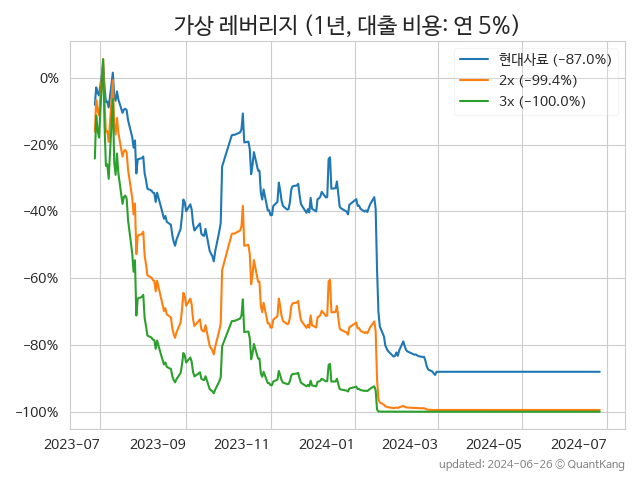 가상 레버리지 (1년, 대출 비용: 연 5%)
현대사료 (−87.0%)
2x (−99.4%)
3x (−100.0%)
0%
−20%
−40%
−60%
−80%
−100%
2023-07 2023-09 2023-11 2024-01 2024-03 2024-05 2024-07
updated: 2024-06-26 © QuantKang